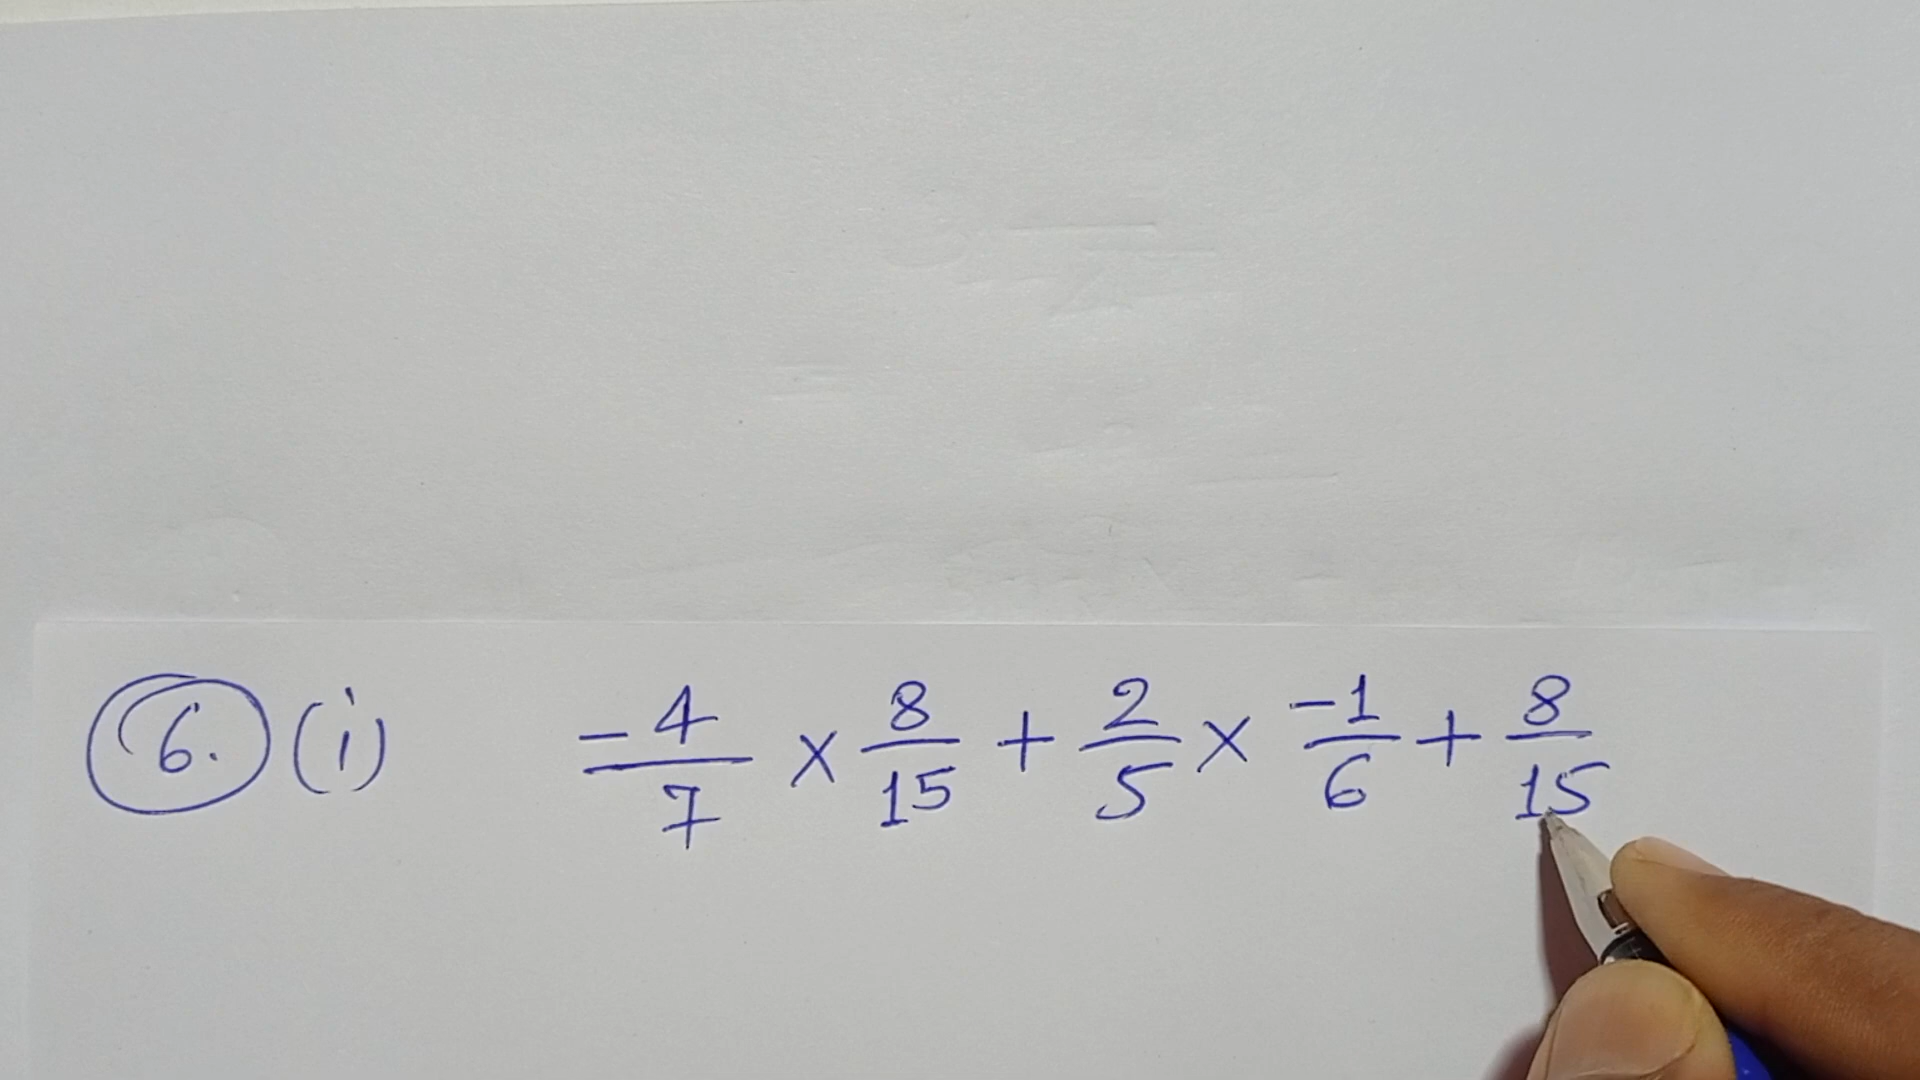 6. (i) -4/7 × 8/15 + 2/5 × -1/6 + 8/15